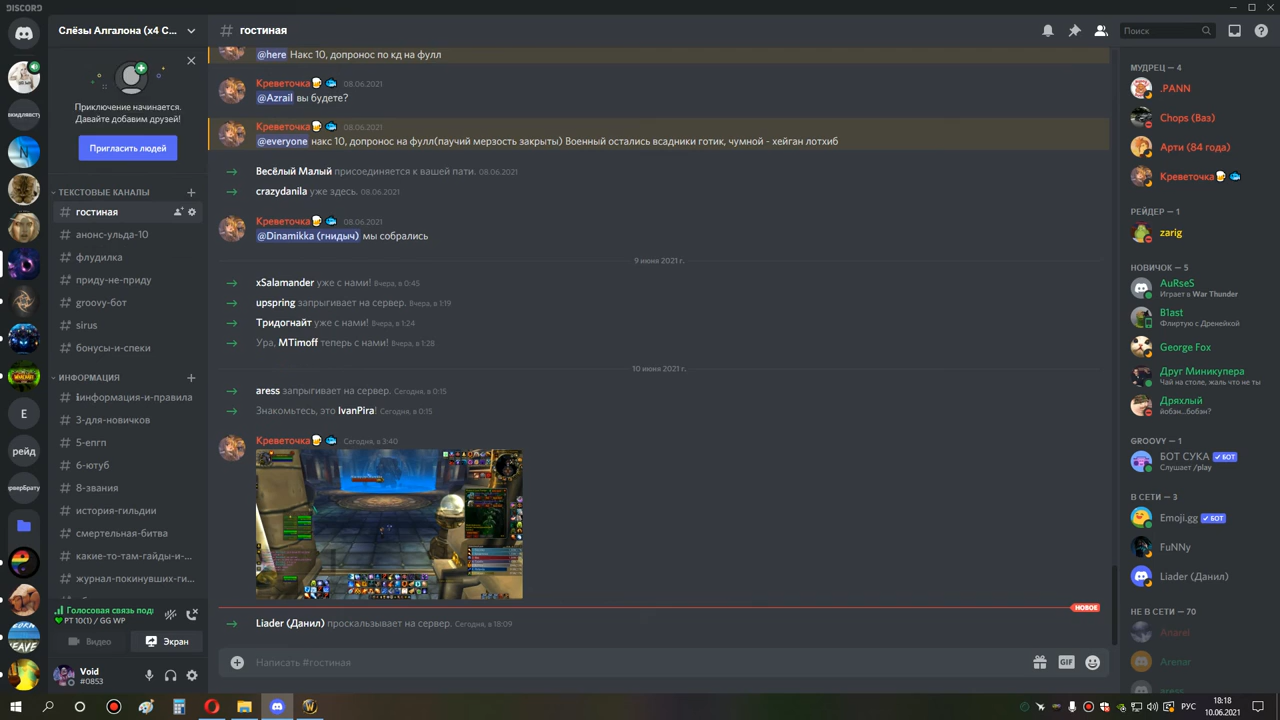 DISCORD
Слёзы Алгалона (x4 С...
гостиная
Поиск
Приключение начинается.
Давайте добавим друзей!
Пригласить людей
ТЕКСТОВЫЕ КАНАЛЫ
гостиная
анонс-ульда-10
флудилка
приду-не-приду
groovy-бот
sirus
бонусы-и-спеки
ИНФОРМАЦИЯ
информация-и-правила
3-для-новичков
5-епгп
6-ютуб
8-звания
история-гильдии
смертельная-битва
какие-то-там-гайды-и-...
журнал-покинувших-ги...
Голосовая связь под
PT 10(1) / GG WP
Видео
Экран
Void
#0853
E
рейд
@here Накс 10, допронос по кд на фулл
Креветочка 08.06.2021
@Azrail вы будете?
Креветочка 08.06.2021
@everyone накс 10, допронос на фулл(паучий мерзость закрыты) Военный остались всадники готик, чумной - хейган лотхиб
Весёлый Малый присоединяется к вашей пати. 08.06.2021
crazydanila уже здесь. 08.06.2021
Креветочка 08.06.2021
@Dinamikka (гнидыч) мы собрались
9 июня 2021 г.
xSalamander уже с нами! Вчера, в 0:45
upspring запрыгивает на сервер. Вчера, в 1:19
Тридогнайт уже с нами! Вчера, в 1:24
Ура, MTimoff теперь с нами! Вчера, в 1:28
10 июня 2021 г.
aress запрыгивает на сервер. Сегодня, в 0:15
Знакомьтесь, это IvanPira! Сегодня, в 0:15
Креветочка Сегодня, в 3:40
НОВОЕ
Liader (Данил) проскальзывает на сервер. Сегодня, в 18:09
Написать #гостиная
GIF
МУДРЕЦ — 4
.PANN
Chops (Ваз)
Арти (84 года)
Креветочка
РЕЙДЕР — 1
zarig
НОВИЧОК — 5
AuRseS
Играет в War Thunder
B1ast
Флиртую с Дренейкой
George Fox
Друг Миникупера
Чай на столе, жаль что не ты
Дряхлый
йобзн...бобзн?
GROOVY — 1
БОТ СУКА БОТ
Слушает /play
В СЕТИ — 3
Emoji.gg БОТ
FuNNy
Liader (Данил)
НЕ В СЕТИ — 70
Anarel
Arenar
aress
РУС
18:18
10.06.2021